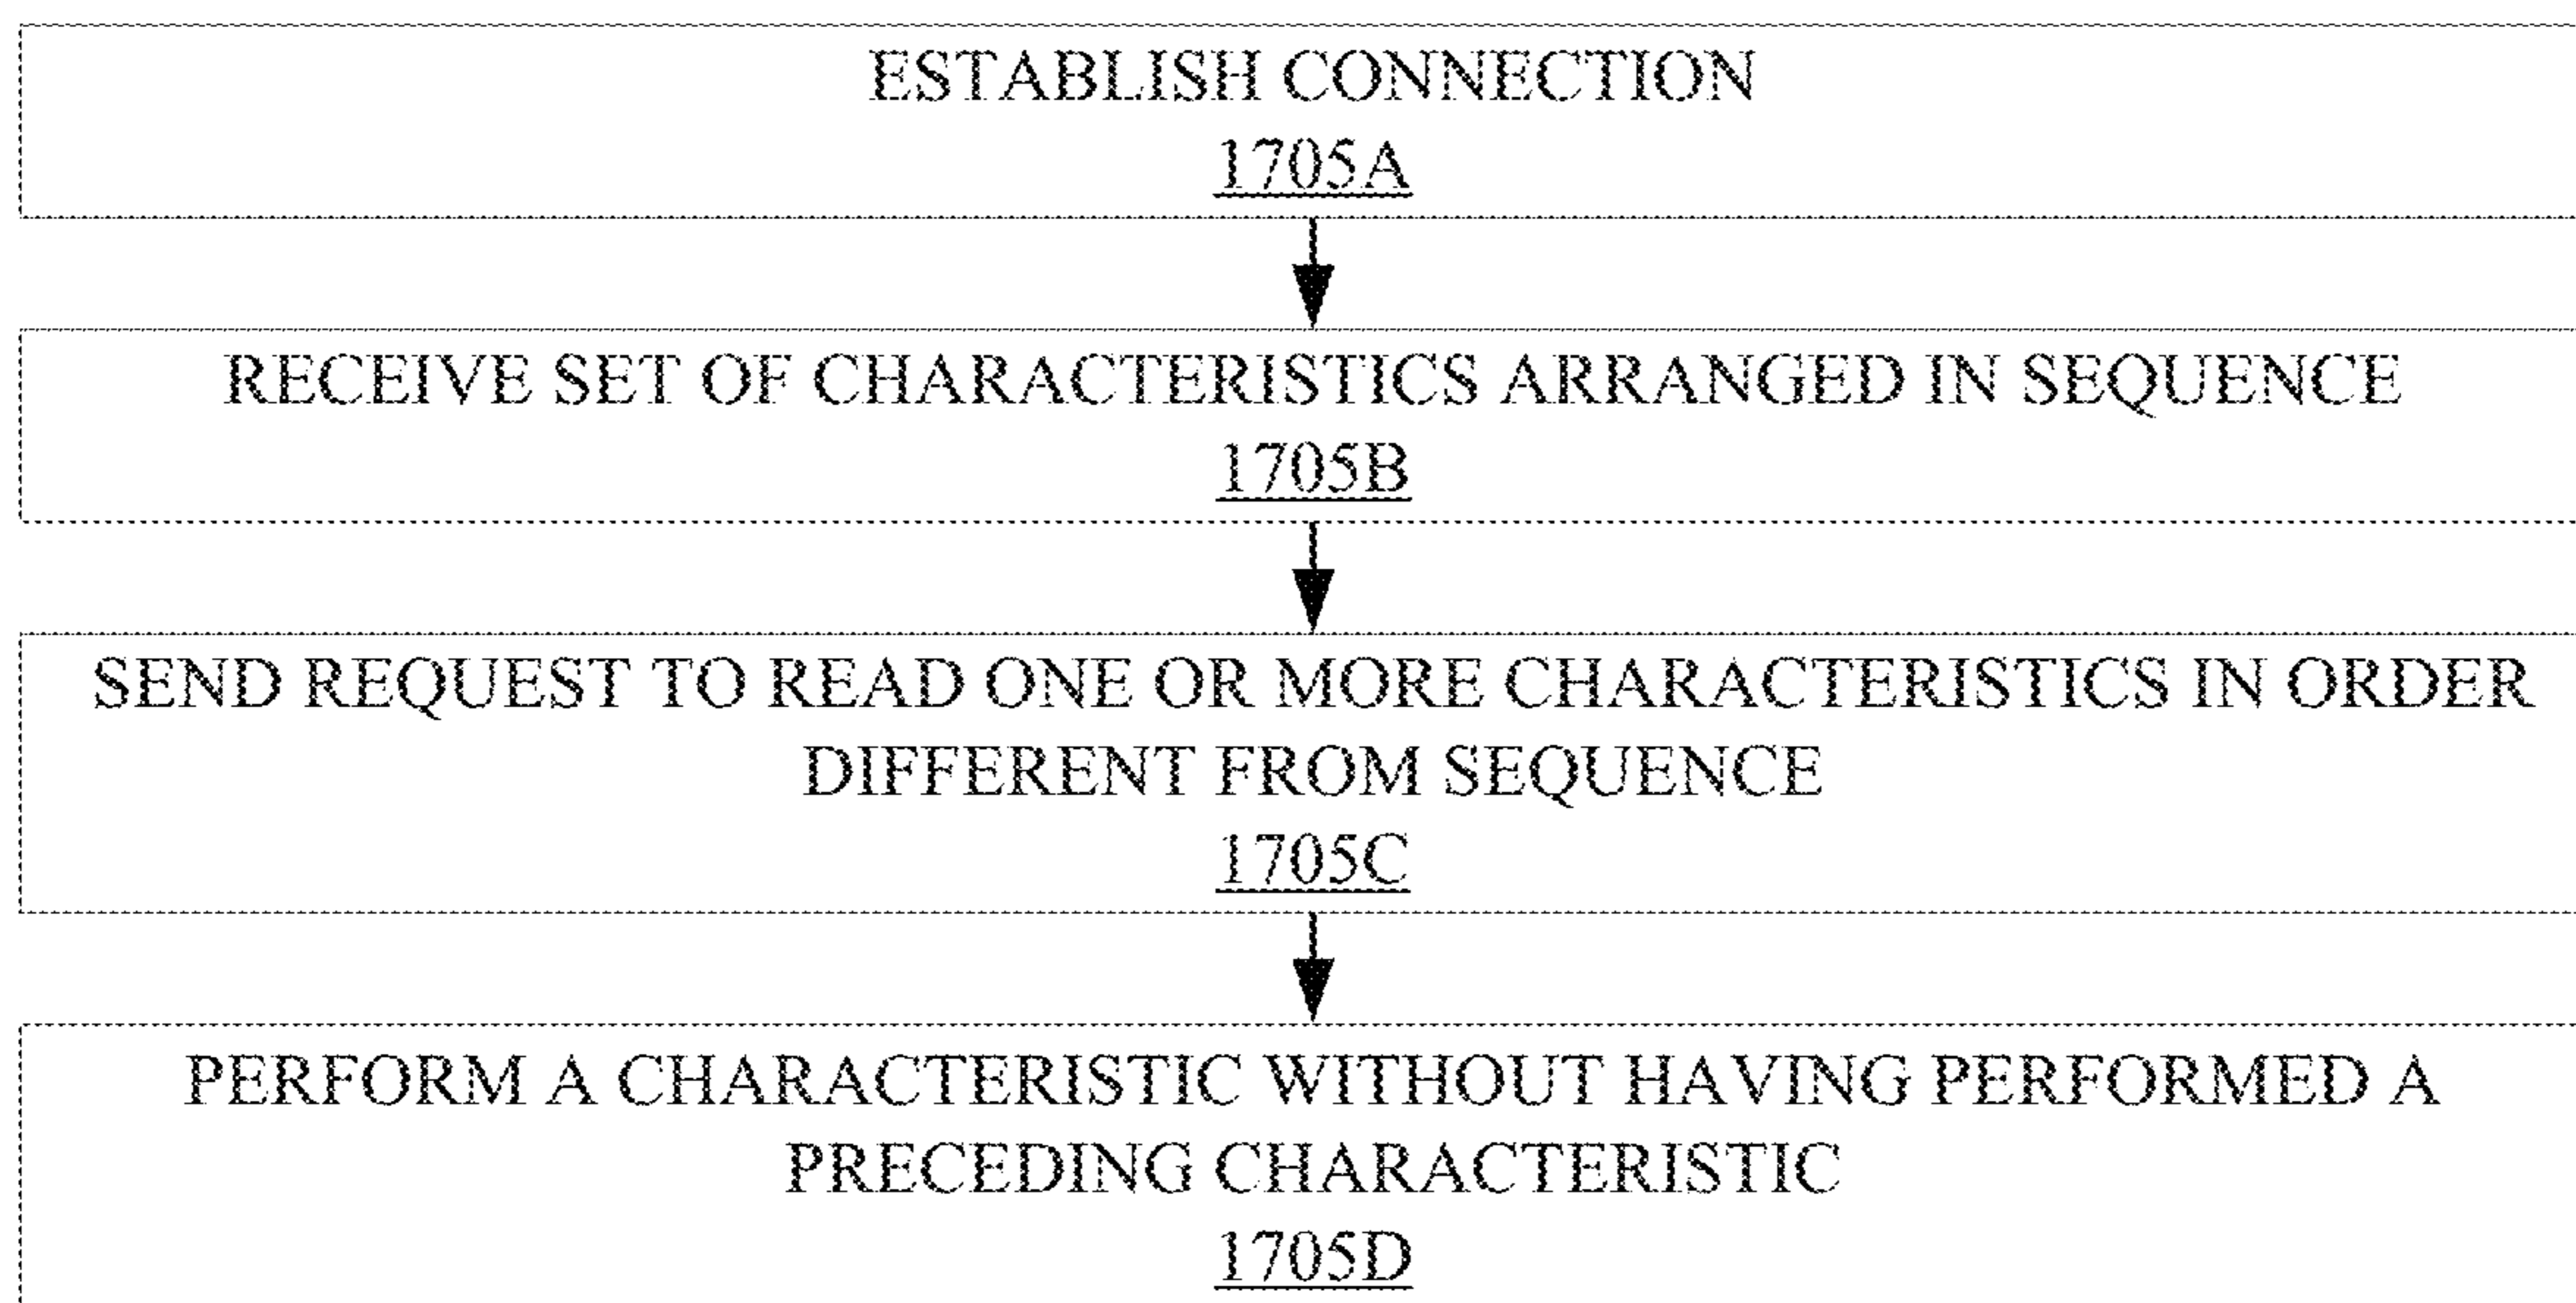 ESTABLISH CONNECTION
1705A
RECEIVE SET OF CHARACTERISTICS ARRANGED IN SEQUENCE
1705B
SEND REQUEST TO READ ONE OR MORE CHARACTERISTICS IN ORDER
DIFFERENT FROM SEQUENCE
1705C
PERFORM A CHARACTERISTIC WITHOUT HAVING PERFORMED A
PRECEDING CHARACTERISTIC
1705D